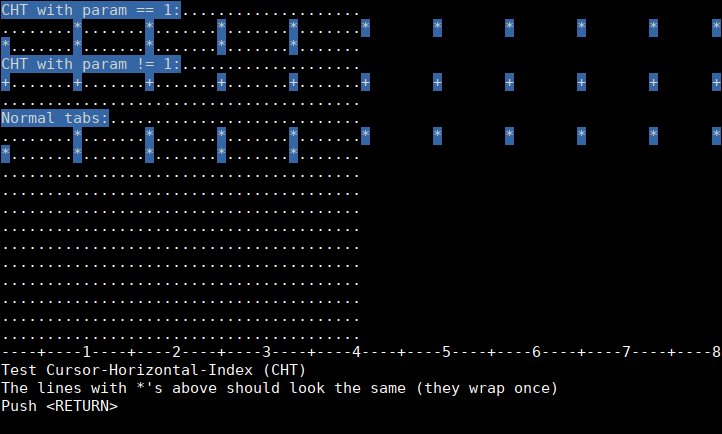 CHT with param == 1:....................
........*.......*.......*.......*.......*       *       *       *       *      *
*.......*.......*.......*.......*.......
CHT with param != 1:....................
+.......+.......+.......+.......+.......+       +       +       +       +      +
........................................
Normal tabs:............................
........*.......*.......*.......*.......*       *       *       *       *      *
*.......*.......*.......*.......*.......
........................................
........................................
........................................
........................................
........................................
........................................
........................................
........................................
........................................
........................................
----+----1----+----2----+----3----+----4----+----5----+----6----+----7----+----8
Test Cursor-Horizontal-Index (CHT)
The lines with *'s above should look the same (they wrap once)
Push <RETURN>